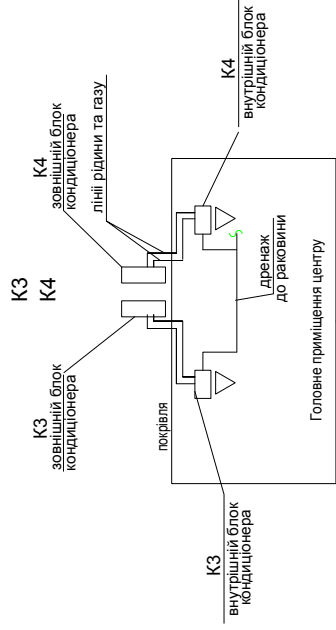 К3
К4
К3
зовнішній блок
кондиціонера
К4
зовнішній блок
кондиціонера
лінії рідини та газу
покрівля
К3
внутрішній блок
кондиціонера
К4
внутрішній блок
кондиціонера
дренаж
до раковини
Головне приміщення центру